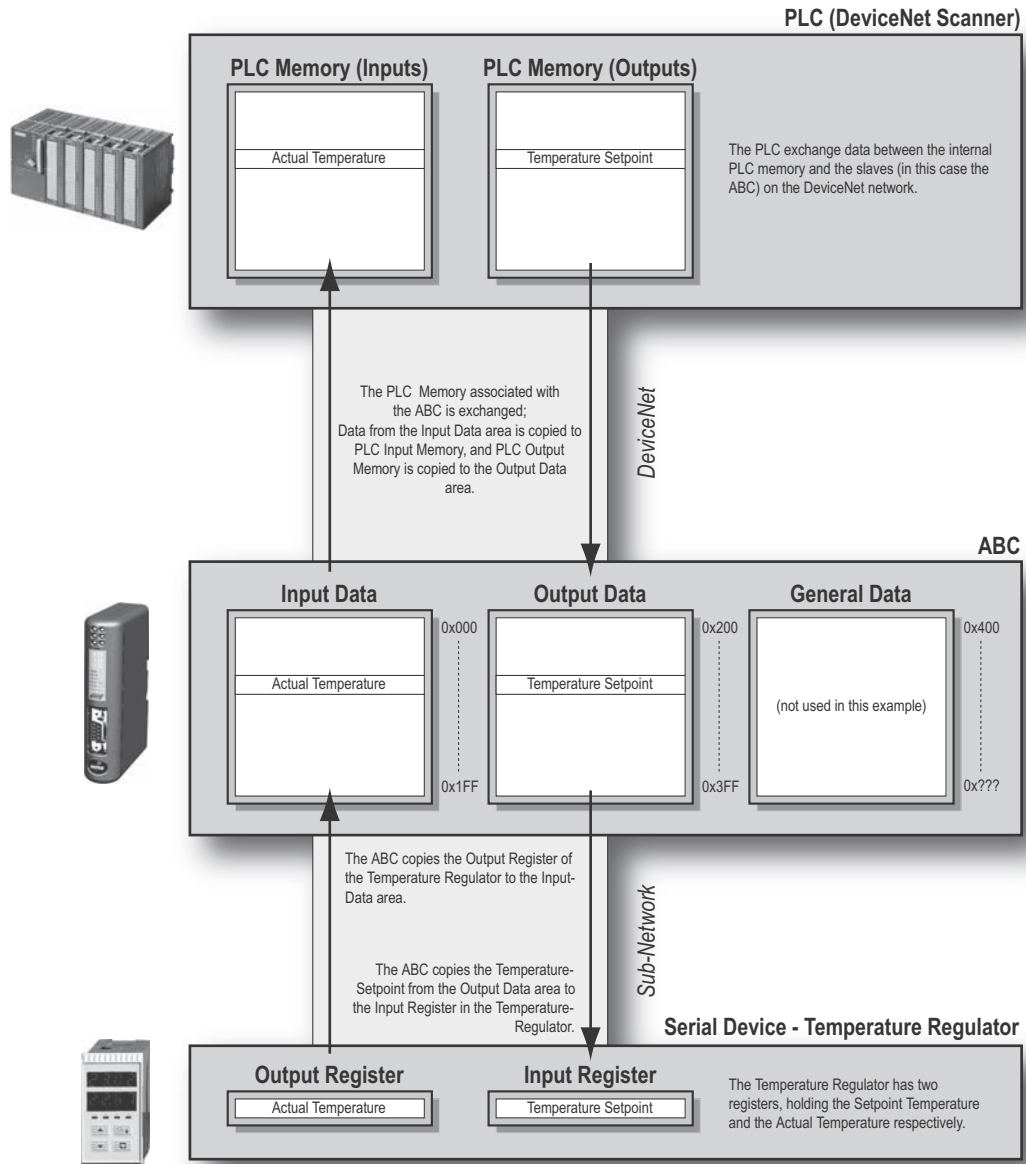 PLC (DeviceNet Scanner)
PLC Memory (Inputs)
PLC Memory (Outputs)
Actual Temperature
Temperature Setpoint
The PLC exchange data between the internal
PLC memory and the slaves (in this case the
ABC) on the DeviceNet network.
The PLC Memory associated with
the ABC is exchanged;
Data from the Input Data area is copied to
PLC Input Memory, and PLC Output
Memory is copied to the Output Data
area.
DeviceNet
ABC
Input Data
Output Data
General Data
0x000
0x200
0x400
Actual Temperature
Temperature Setpoint
(not used in this example)
0x1FF
0x3FF
0x???
The ABC copies the Output Register of
the Temperature Regulator to the Input-
Data area.
Sub-Network
The ABC copies the Temperature-
Setpoint from the Output Data area to
the Input Register in the Temperature-
Regulator.
Serial Device - Temperature Regulator
Output Register
Input Register
Actual Temperature
Temperature Setpoint
The Temperature Regulator has two
registers, holding the Setpoint Temperature
and the Actual Temperature respectively.